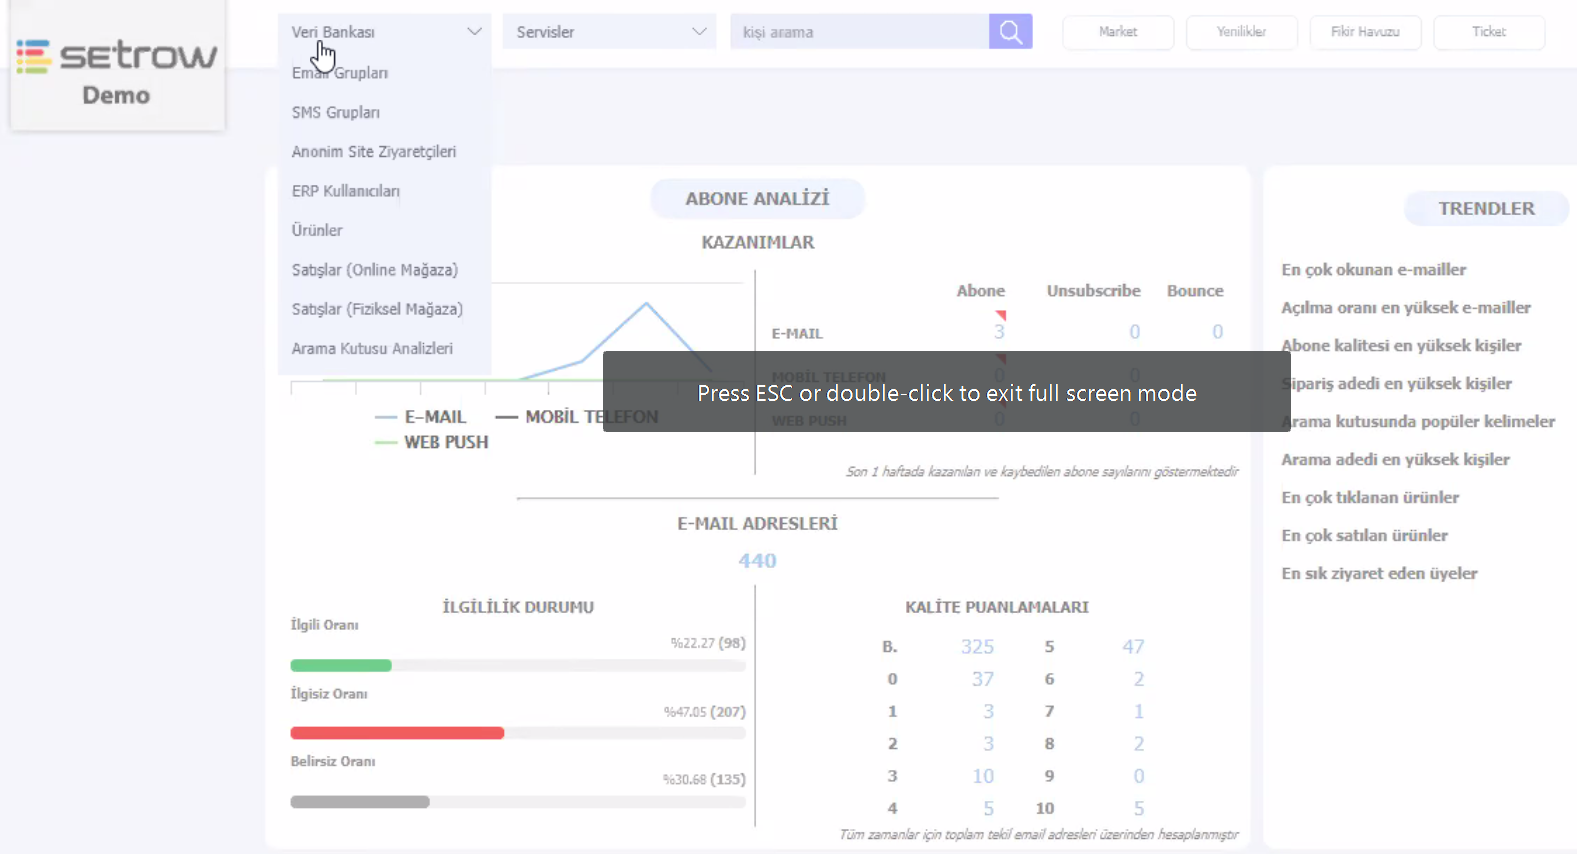 setrow
Demo
Veri Bankası
Servisler
kişi arama
Market
Yenilikler
Fikir Havuzu
Ticket
Email Grupları
SMS Grupları
Anonim Site Ziyaretçileri
ERP Kullanıcıları
Ürünler
Satışlar (Online Mağaza)
Satışlar (Fiziksel Mağaza)
Arama Kutusu Analizleri
ABONE ANALİZİ
KAZANIMLAR
Abone Unsubscribe Bounce
E-MAIL 3 0 0
MOBİL TELEFON 0 0
WEB PUSH 0 0
Press ESC or double-click to exit full screen mode
E-MAIL MOBİL TELEFON
WEB PUSH
Son 1 haftada kazanılan ve kaybedilen abone sayılarını göstermektedir
E-MAIL ADRESLERİ
440
İLGİLİLİK DURUMU
İlgili Oranı
%22.27 (98)
İlgisiz Oranı
%47.05 (207)
Belirsiz Oranı
%30.68 (135)
KALİTE PUANLAMALARI
B. 325 5 47
0 37 6 2
1 3 7 1
2 3 8 2
3 10 9 0
4 5 10 5
Tüm zamanlar için toplam tekil email adresleri üzerinden hesaplanmıştır
TRENDLER
En çok okunan e-mailler
Açılma oranı en yüksek e-mailler
Abone kalitesi en yüksek kişiler
Sipariş adedi en yüksek kişiler
Arama kutusunda popüler kelimeler
Arama adedi en yüksek kişiler
En çok tıklanan ürünler
En çok satılan ürünler
En sık ziyaret eden üyeler